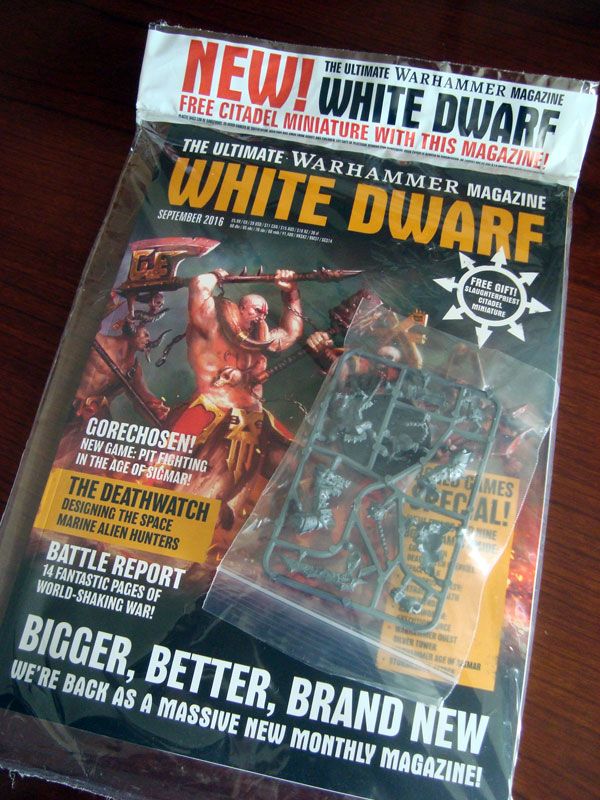 NEW!
THE ULTIMATE WARHAMMER MAGAZINE
WHITE DWARF
FREE CITADEL MINIATURE WITH THIS MAGAZINE!
THE ULTIMATE WARHAMMER MAGAZINE
WHITE DWARF
SEPTEMBER 2016
FREE GIFT!
SLAUGHTERPRIEST
CITADEL
MINIATURE
GORECHOSEN!
NEW GAME: PIT FIGHTING
IN THE AGE OF SIGMAR!
THE DEATHWATCH
DESIGNING THE SPACE
MARINE ALIEN HUNTERS
BATTLE REPORT
14 FANTASTIC PAGES OF
WORLD-SHAKING WAR!
GAMES
SPECIAL!
WARHAMMER QUEST
SILVER TOWER
AGE OF SIGMAR
BIGGER, BETTER, BRAND NEW
WE'RE BACK AS A MASSIVE NEW MONTHLY MAGAZINE!